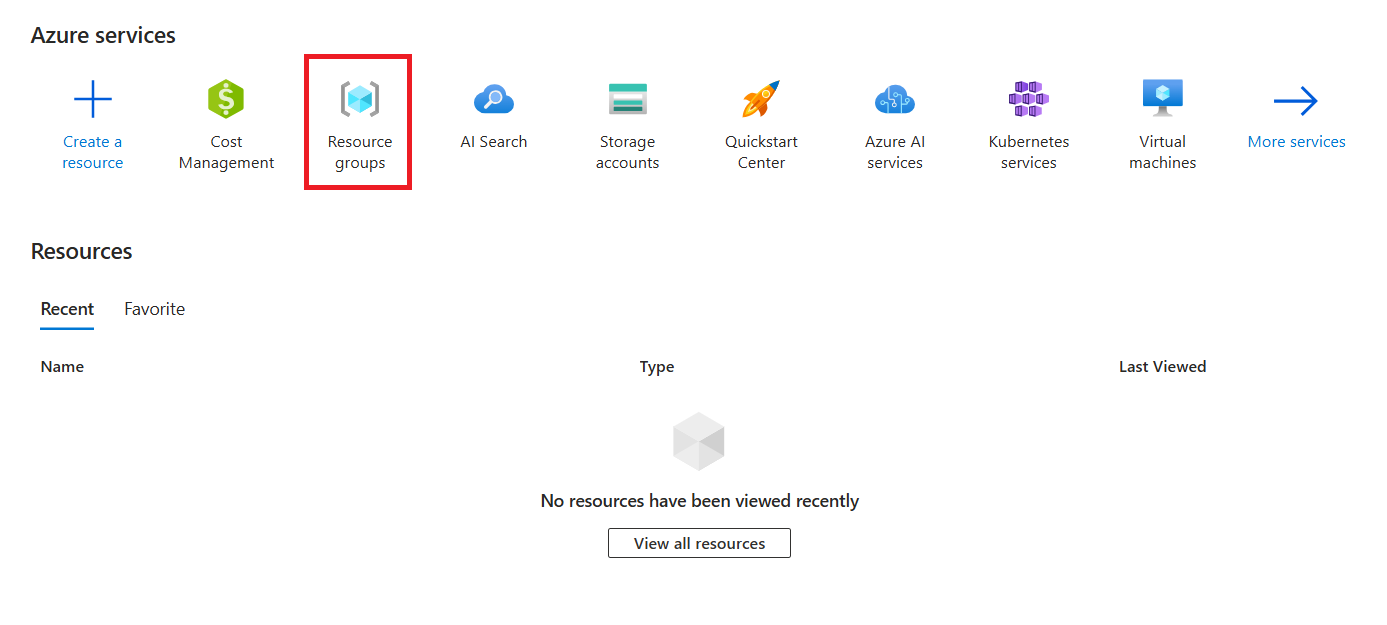 Azure services
Create a
resource
Cost
Management
Resource
groups
AI Search
Storage
accounts
Quickstart
Center
Azure AI
services
Kubernetes
services
Virtual
machines
More services
Resources
Recent
Favorite
Name
Type
Last Viewed
No resources have been viewed recently
View all resources